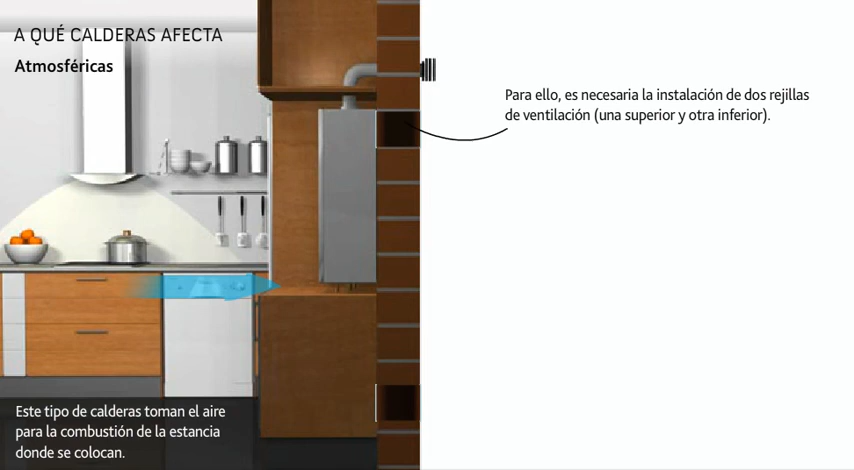 A QUÉ CALDERAS AFECTA
Atmosféricas
Para ello, es necesaria la instalación de dos rejillas
de ventilación (una superior y otra inferior).
Este tipo de calderas toman el aire
para la combustión de la estancia
donde se colocan.